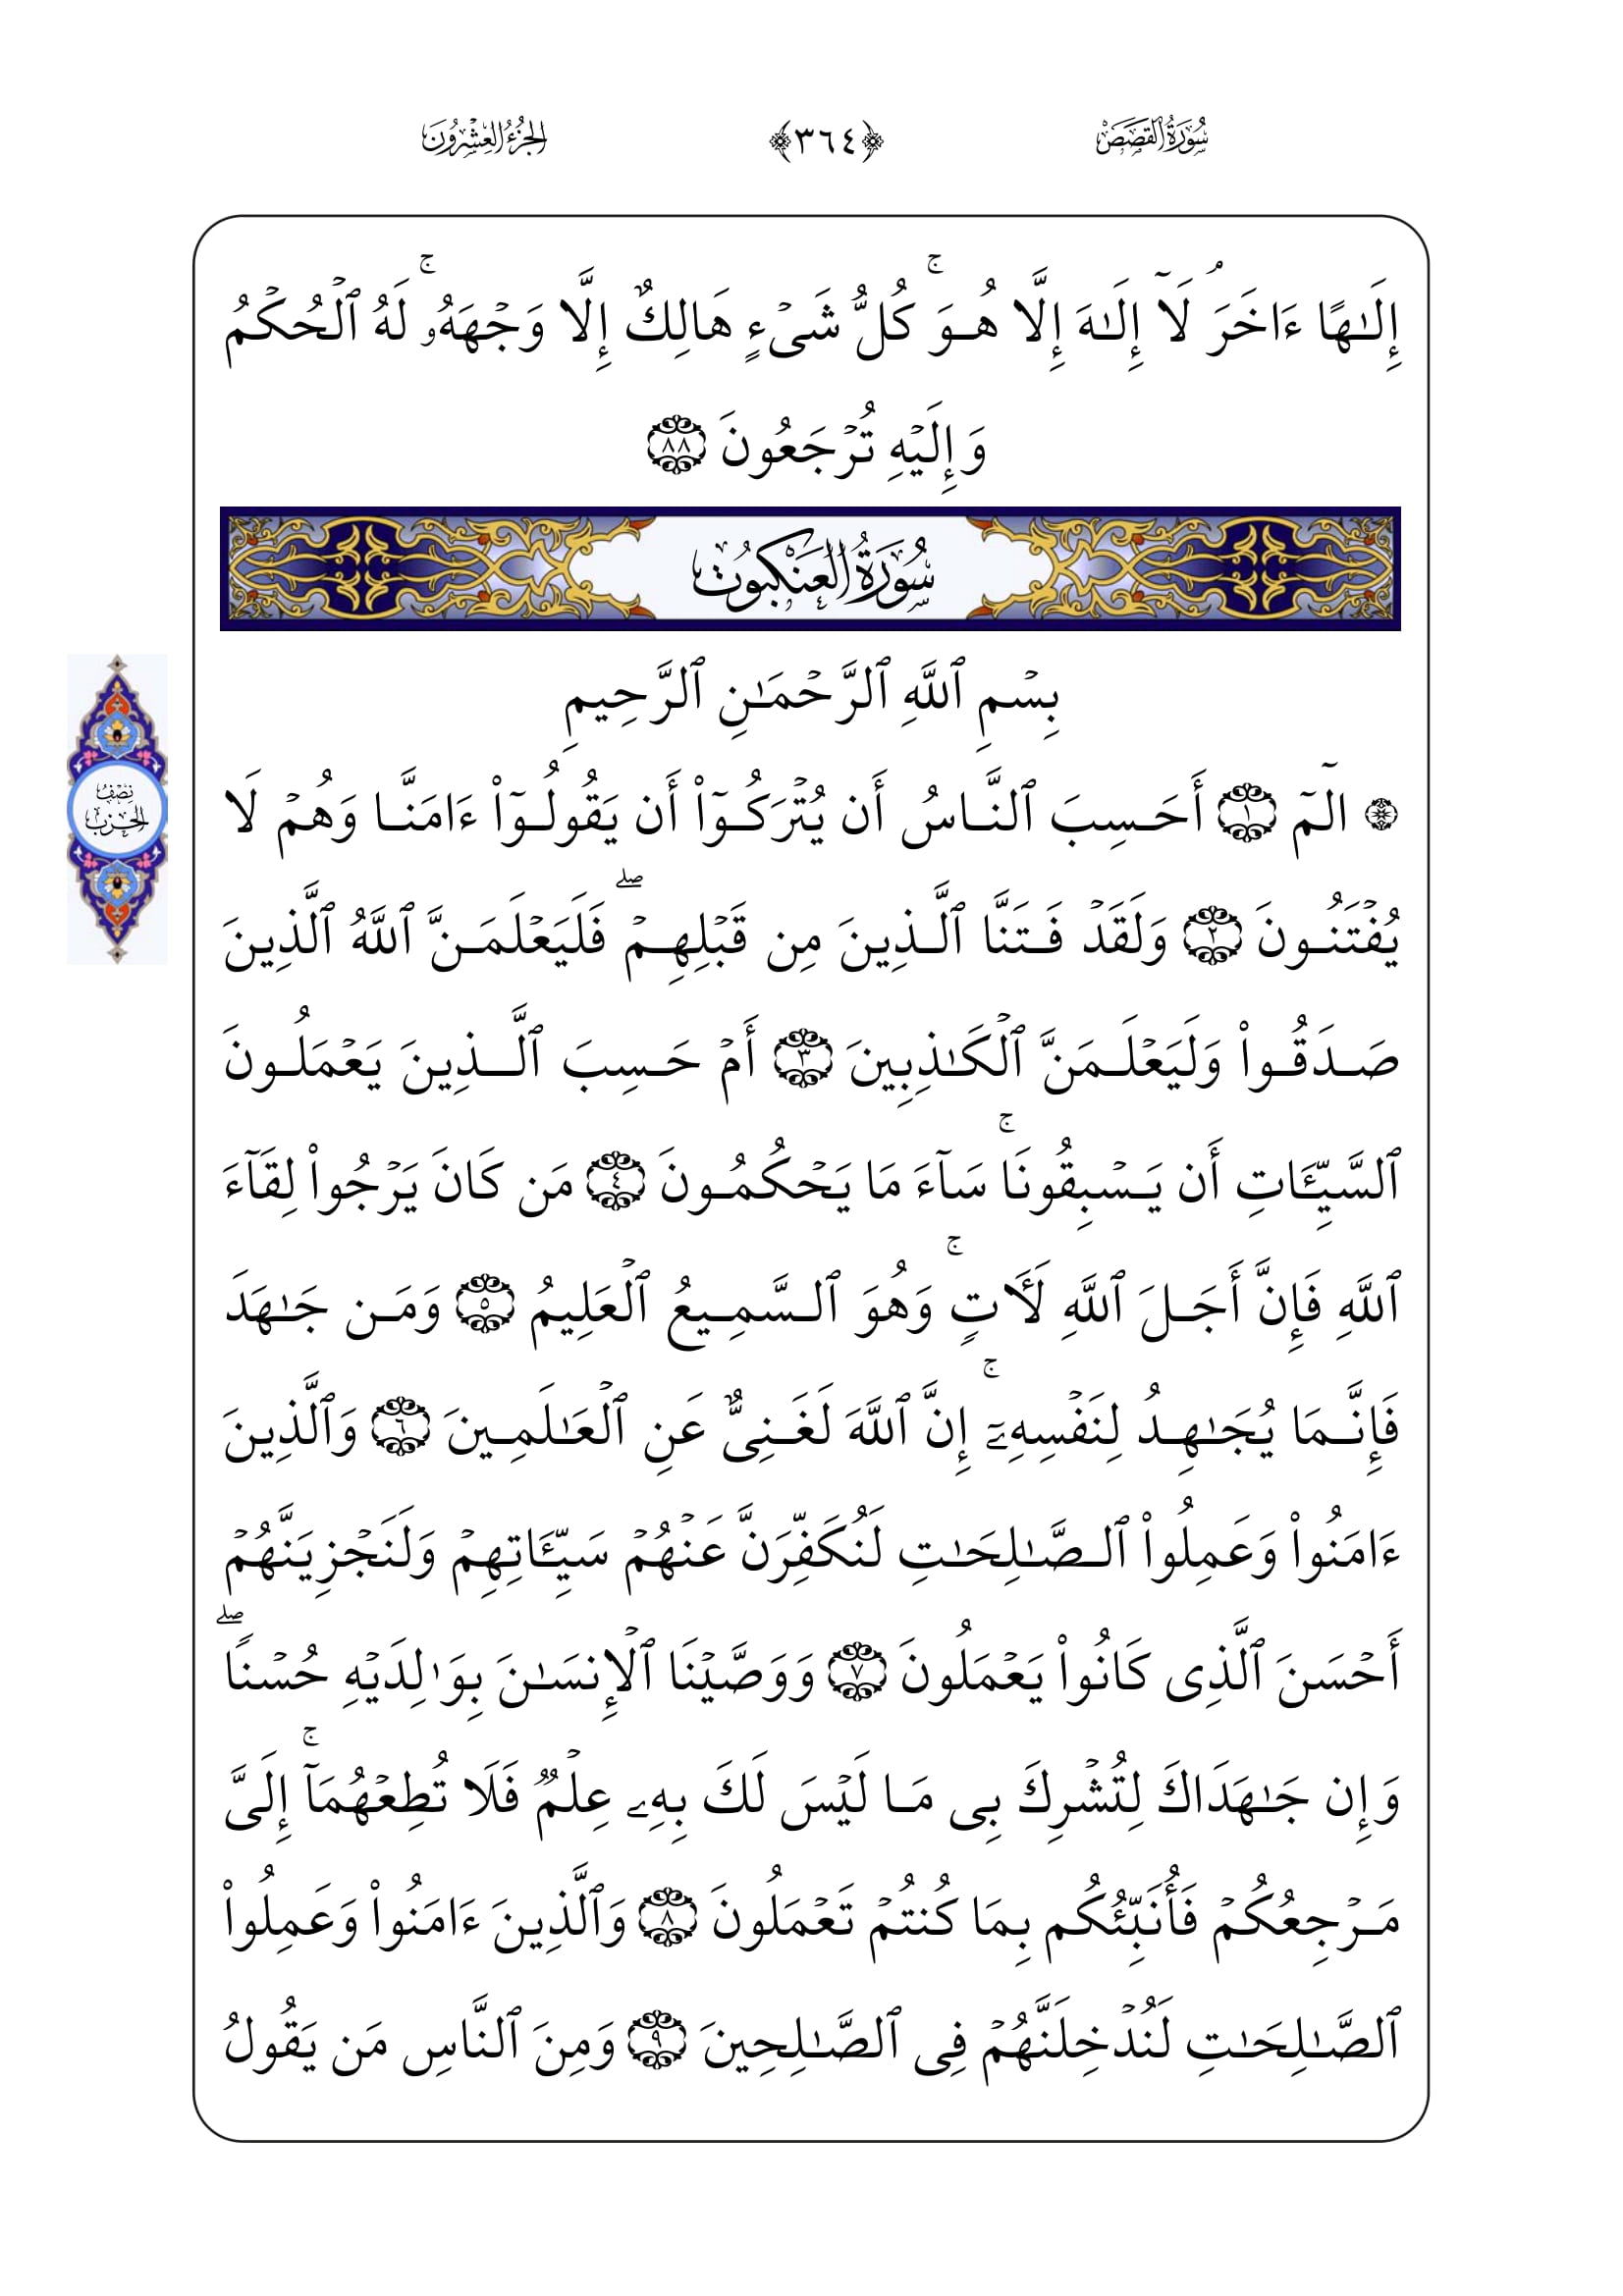 سُورَةُ القَصَصِ
﴿٣٦٤﴾
الجُزْءُ العِشْرُونَ
إِلَـٰهًا ءَاخَرَۘ لَآ إِلَـٰهَ إِلَّا هُوَۚ كُلُّ شَىۡءٍ هَالِكٌ إِلَّا وَجۡهَهُۥۚ لَهُ ٱلۡحُكۡمُ
وَإِلَيۡهِ تُرۡجَعُونَ ٨٨
سُورَةُ العَنكَبُوتِ
بِسۡمِ ٱللَّهِ ٱلرَّحۡمَـٰنِ ٱلرَّحِيمِ
نِصْفُ
الحِزْبِ
۞ الٓمٓ ١ أَحَسِبَ ٱلنَّاسُ أَن يُتۡرَكُوٓاْ أَن يَقُولُوٓاْ ءَامَنَّا وَهُمۡ لَا
يُفۡتَنُونَ ٢ وَلَقَدۡ فَتَنَّا ٱلَّذِينَ مِن قَبۡلِهِمۡۖ فَلَيَعۡلَمَنَّ ٱللَّهُ ٱلَّذِينَ
صَدَقُواْ وَلَيَعۡلَمَنَّ ٱلۡكَـٰذِبِينَ ٣ أَمۡ حَسِبَ ٱلَّذِينَ يَعۡمَلُونَ
ٱلسَّيِّـَٔاتِ أَن يَسۡبِقُونَاۚ سَآءَ مَا يَحۡكُمُونَ ٤ مَن كَانَ يَرۡجُواْ لِقَآءَ
ٱللَّهِ فَإِنَّ أَجَلَ ٱللَّهِ لَـَٔاتٍۚ وَهُوَ ٱلسَّمِيعُ ٱلۡعَلِيمُ ٥ وَمَن جَـٰهَدَ
فَإِنَّمَا يُجَـٰهِدُ لِنَفۡسِهِۦٓۚ إِنَّ ٱللَّهَ لَغَنِىٌّ عَنِ ٱلۡعَـٰلَمِينَ ٦ وَٱلَّذِينَ
ءَامَنُواْ وَعَمِلُواْ ٱلصَّـٰلِحَـٰتِ لَنُكَفِّرَنَّ عَنۡهُمۡ سَيِّـَٔاتِهِمۡ وَلَنَجۡزِيَنَّهُمۡ
أَحۡسَنَ ٱلَّذِى كَانُواْ يَعۡمَلُونَ ٧ وَوَصَّيۡنَا ٱلۡإِنسَـٰنَ بِوَٰلِدَيۡهِ حُسۡنًاۖ
وَإِن جَـٰهَدَاكَ لِتُشۡرِكَ بِى مَا لَيۡسَ لَكَ بِهِۦ عِلۡمٌ فَلَا تُطِعۡهُمَآۚ إِلَىَّ
مَرۡجِعُكُمۡ فَأُنَبِّئُكُم بِمَا كُنتُمۡ تَعۡمَلُونَ ٨ وَٱلَّذِينَ ءَامَنُواْ وَعَمِلُواْ
ٱلصَّـٰلِحَـٰتِ لَنُدۡخِلَنَّهُمۡ فِى ٱلصَّـٰلِحِينَ ٩ وَمِنَ ٱلنَّاسِ مَن يَقُولُ